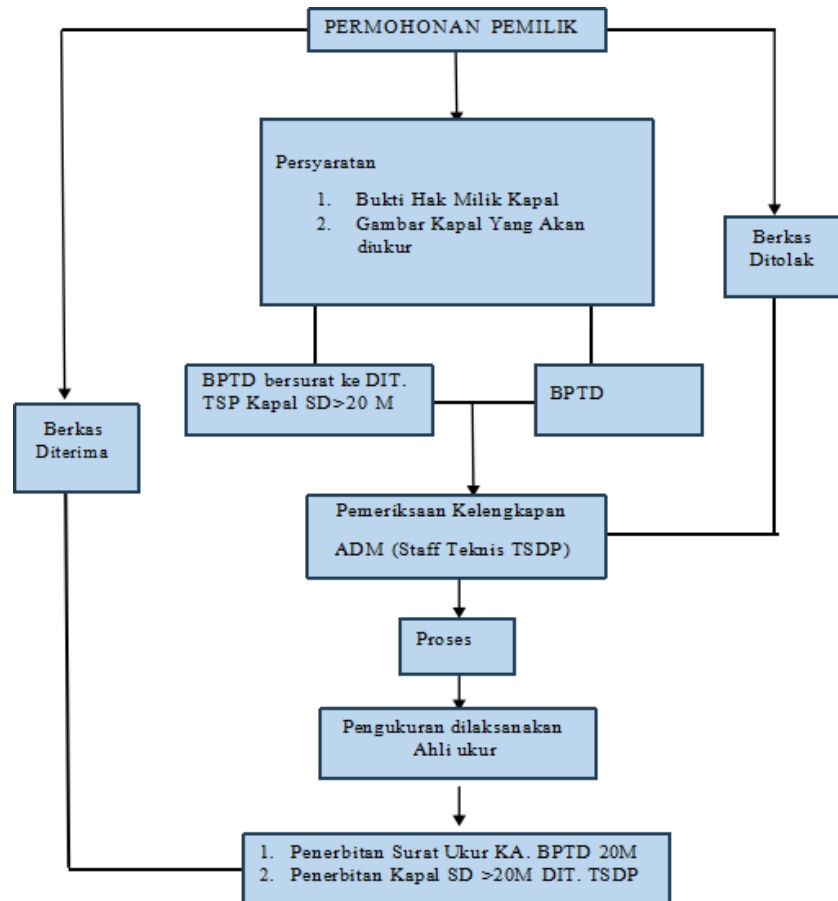 PERMOHONAN PEMILIK
Persyaratan
1. Bukti Hak Milik Kapal
2. Gambar Kapal Yang Akan
diukur
Berkas
Ditolak
BPTD bersurat ke DIT.
TSP Kapal SD>20 M
BPTD
Berkas
Diterima
Pemeriksaan Kelengkapan
ADM (Staff Teknis TSDP)
Proses
Pengukuran dilaksanakan
Ahli ukur
1. Penerbitan Surat Ukur KA. BPTD 20M
2. Penerbitan Kapal SD >20M DIT. TSDP